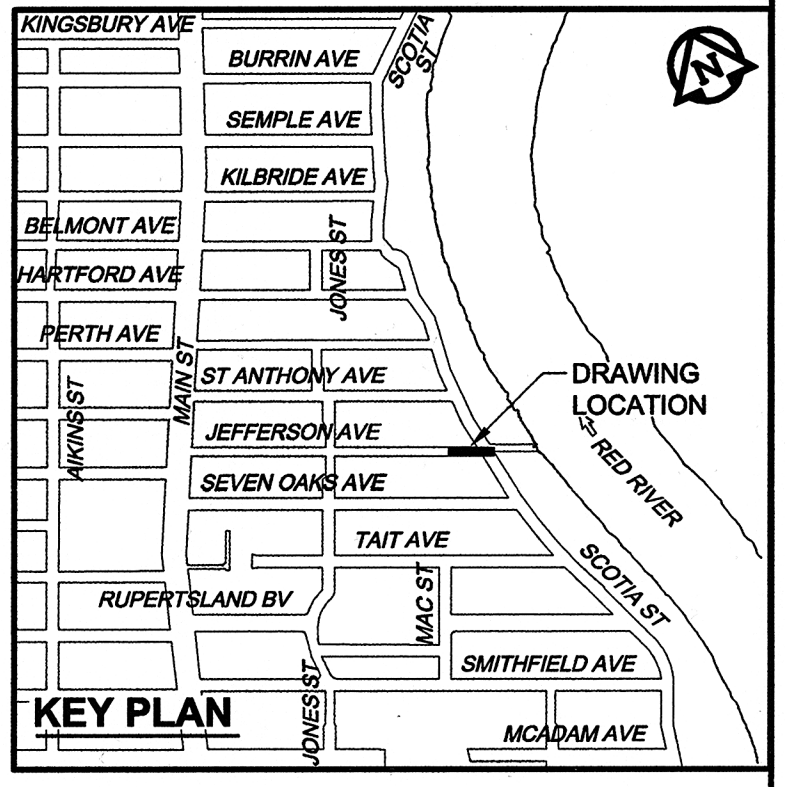 KINGSBURY AVE
BURRIN AVE
SCOTIA ST
N
SEMPLE AVE
KILBRIDE AVE
BELMONT AVE
JONES ST
HARTFORD AVE
PERTH AVE
MAIN ST
ST ANTHONY AVE
DRAWING
LOCATION
AIKINS ST
JEFFERSON AVE
RED RIVER
SEVEN OAKS AVE
TAIT AVE
SCOTIA ST
MAC ST
RUPERTSLAND BV
SMITHFIELD AVE
JONES ST
KEY PLAN
MCADAM AVE